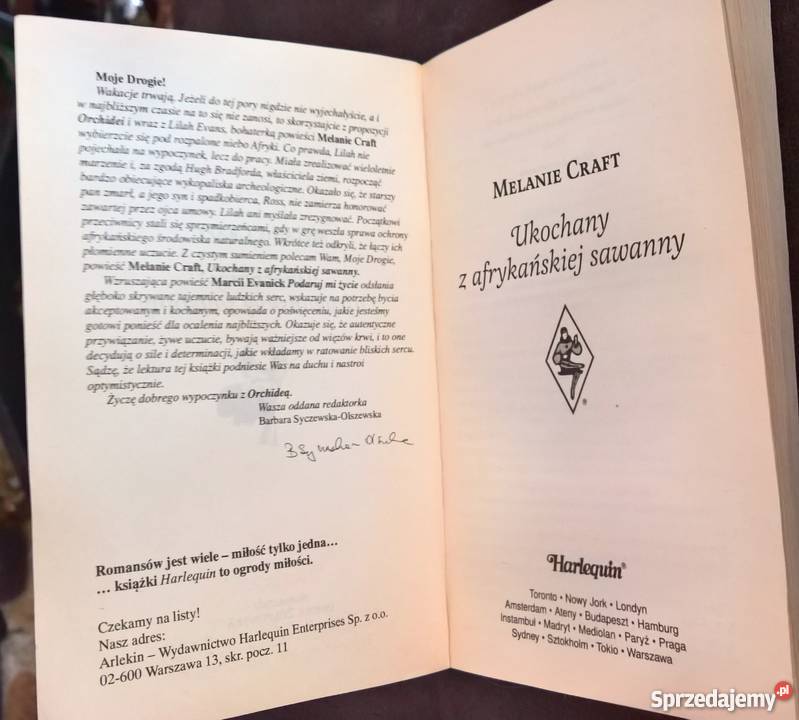 Moje Drogie!
Wakacje trwają. Jeżeli do tej pory nigdzie nie wyjechałyście, a i
w najbliższym czasie na to się nie zanosi, to skorzystajcie z propozycji
Orchidei i wraz z Lilah Evans, bohaterką powieści Melanie Craft
wybierzcie się pod rozpalone niebo Afryki. Co prawda, Lilah nie
pojechała na wypoczynek, lecz do pracy. Miała zrealizować wieloletnie
marzenie i, za zgodą Hugh Bradforda, właściciela ziemi, rozpocząć
bardzo obiecujące wykopaliska archeologiczne. Okazało się, że starszy
pan zmarł, a jego syn i spadkobierca, Ross, nie zamierza honorować
zawartej przez ojca umowy. Lilah ani myślała zrezygnować. Początkowi
przeciwnicy stali się sprzymierzeńcami, gdy w grę weszła sprawa ochrony
afrykańskiego środowiska naturalnego. Wkrótce też odkryli, że łączy ich
płomienne uczucie. Z czystym sumieniem polecam Wam, Moje Drogie,
powieść Melanie Craft, Ukochany z afrykańskiej sawanny.
Wzruszająca powieść Marcii Evanick Podaruj mi życie odsłania
głęboko skrywane tajemnice ludzkich serc, wskazuje na potrzebę bycia
akceptowanym i kochanym, opowiada o poświęceniu, jakie jesteśmy
gotowi ponieść dla ocalenia najbliższych. Okazuje się, że autentyczne
przywiązanie, żywe uczucie, bywają ważniejsze od więzów krwi, i to one
decydują o sile i determinacji, jakie wkładamy w ratowanie bliskich sercu.
Sądzę, że lektura tej książki podniesie Was na duchu i nastroi
optymistycznie.
Życzę dobrego wypoczynku z Orchideą.
Wasza oddana redaktorka
Barbara Syczewska-Olszewska
Romansów jest wiele – miłość tylko jedna...
... książki Harlequin to ogrody miłości.
Czekamy na listy!
Nasz adres:
Arlekin – Wydawnictwo Harlequin Enterprises Sp. z o.o.
02-600 Warszawa 13, skr. pocz. 11
MELANIE CRAFT
Ukochany
z afrykańskiej sawanny
®
Harlequin®
Toronto • Nowy Jork • Londyn
Amsterdam • Ateny • Budapeszt • Hamburg
Instambuł • Madryt • Mediolan • Paryż • Praga
Sydney • Sztokholm • Tokio • Warszawa
Sprzedajemy.pl